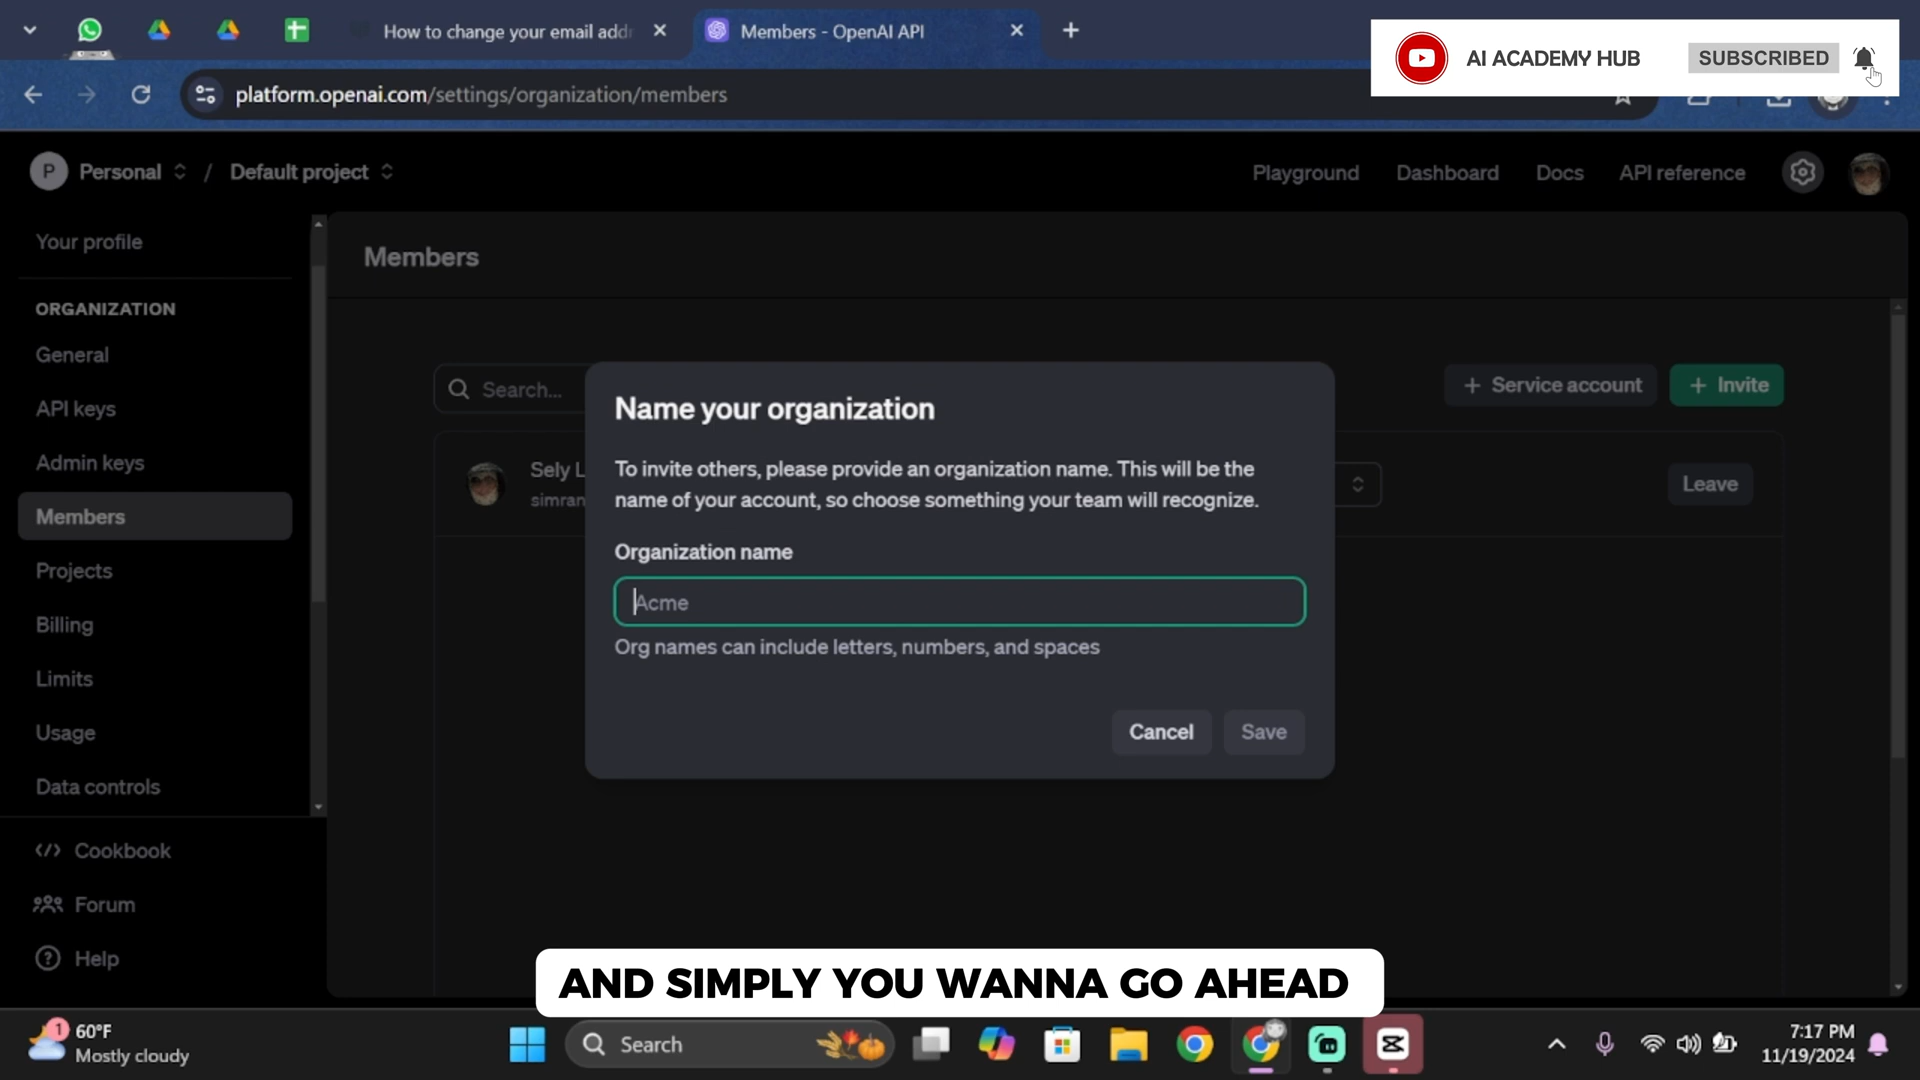 How to change your email addr
Members - OpenAI API
AI ACADEMY HUB
SUBSCRIBED
platform.openai.com/settings/organization/members
P
Personal / Default project
Playground
Dashboard
Docs
API reference
Your profile
ORGANIZATION
General
API keys
Admin keys
Members
Projects
Billing
Limits
Usage
Data controls
Cookbook
Forum
Help
Members
Search...
+ Service account
+ Invite
Sely L
simran
Leave
Name your organization
To invite others, please provide an organization name. This will be the
name of your account, so choose something your team will recognize.
Organization name
Acme
Org names can include letters, numbers, and spaces
Cancel
Save
AND SIMPLY YOU WANNA GO AHEAD
1
60°F
Mostly cloudy
Search
7:17 PM
11/19/2024